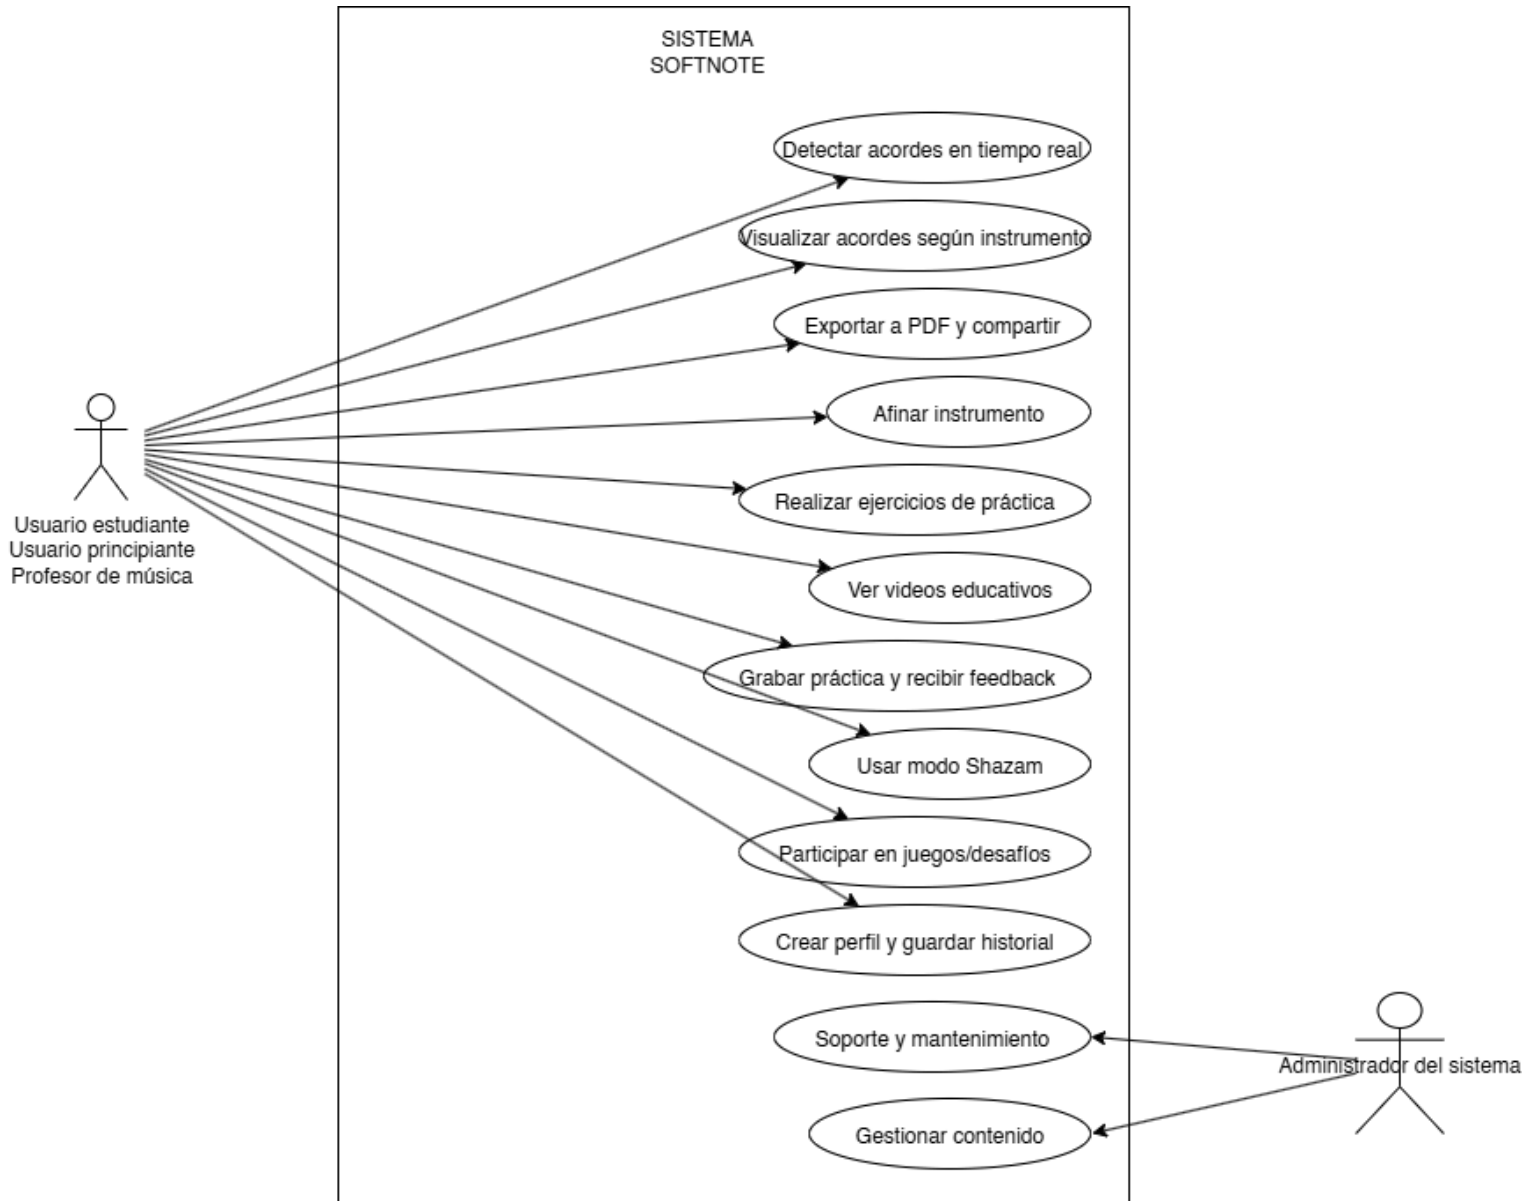 SISTEMA
SOFTNOTE
Detectar acordes en tiempo real
Visualizar acordes según instrumento
Exportar a PDF y compartir
Afinar instrumento
Realizar ejercicios de práctica
Usuario estudiante
Usuario principiante
Profesor de música
Ver videos educativos
Grabar práctica y recibir feedback
Usar modo Shazam
Participar en juegos/desafíos
Crear perfil y guardar historial
Soporte y mantenimiento
Administrador del sistema
Gestionar contenido